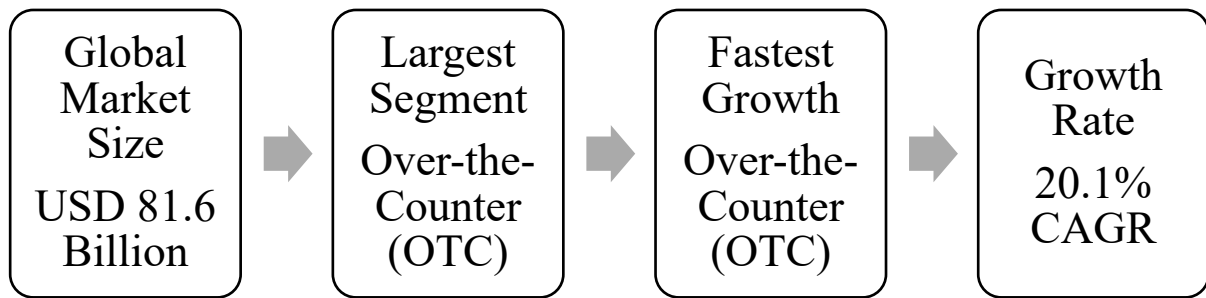 Global
Market
Size
USD 81.6
Billion
Largest
Segment
Over-the-
Counter
(OTC)
Fastest
Growth
Over-the-
Counter
(OTC)
Growth
Rate
20.1%
CAGR